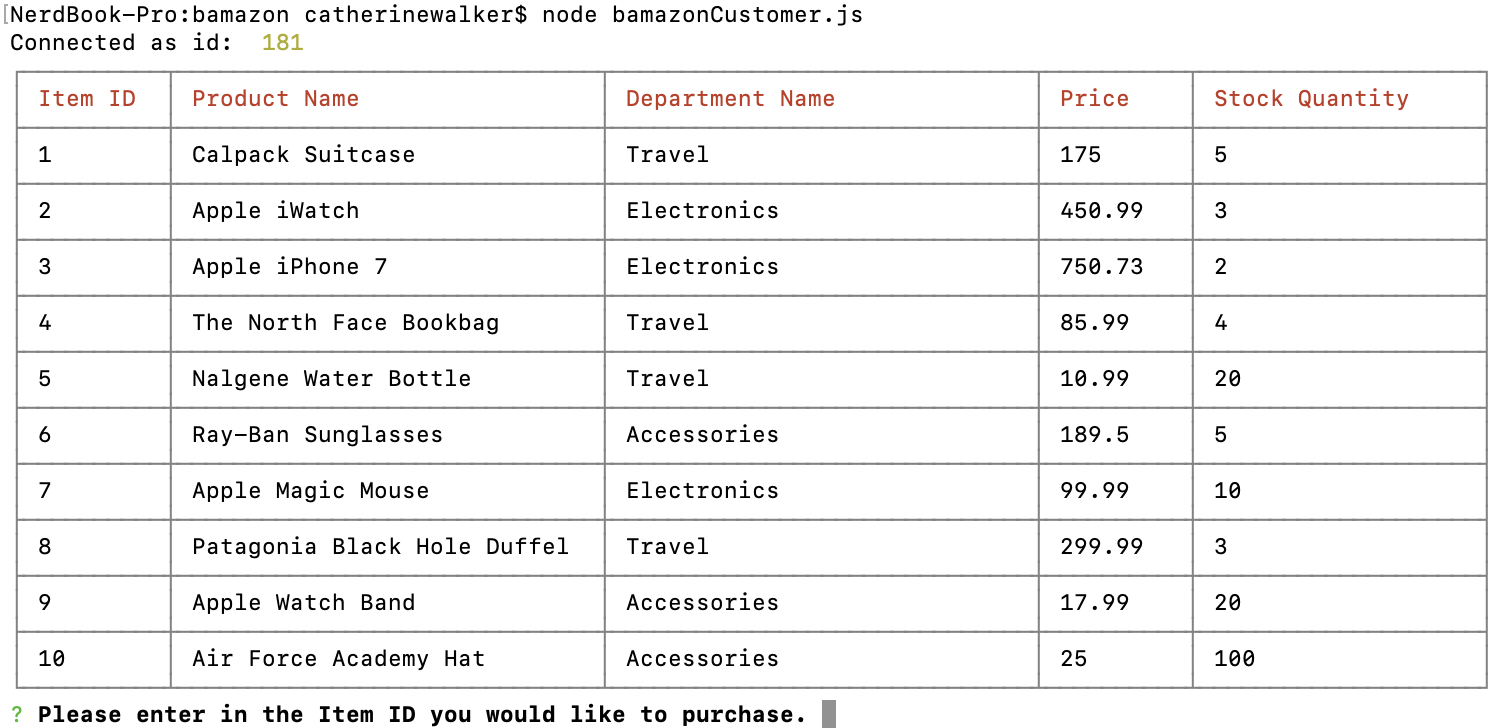 [NerdBook-Pro:bamazon catherinewalker$ node bamazonCustomer.js
Connected as id:  181
Item ID Product Name Department Name Price Stock Quantity
1 Calpack Suitcase Travel 175 5
2 Apple iWatch Electronics 450.99 3
3 Apple iPhone 7 Electronics 750.73 2
4 The North Face Bookbag Travel 85.99 4
5 Nalgene Water Bottle Travel 10.99 20
6 Ray-Ban Sunglasses Accessories 189.5 5
7 Apple Magic Mouse Electronics 99.99 10
8 Patagonia Black Hole Duffel Travel 299.99 3
9 Apple Watch Band Accessories 17.99 20
10 Air Force Academy Hat Accessories 25 100
? Please enter in the Item ID you would like to purchase.